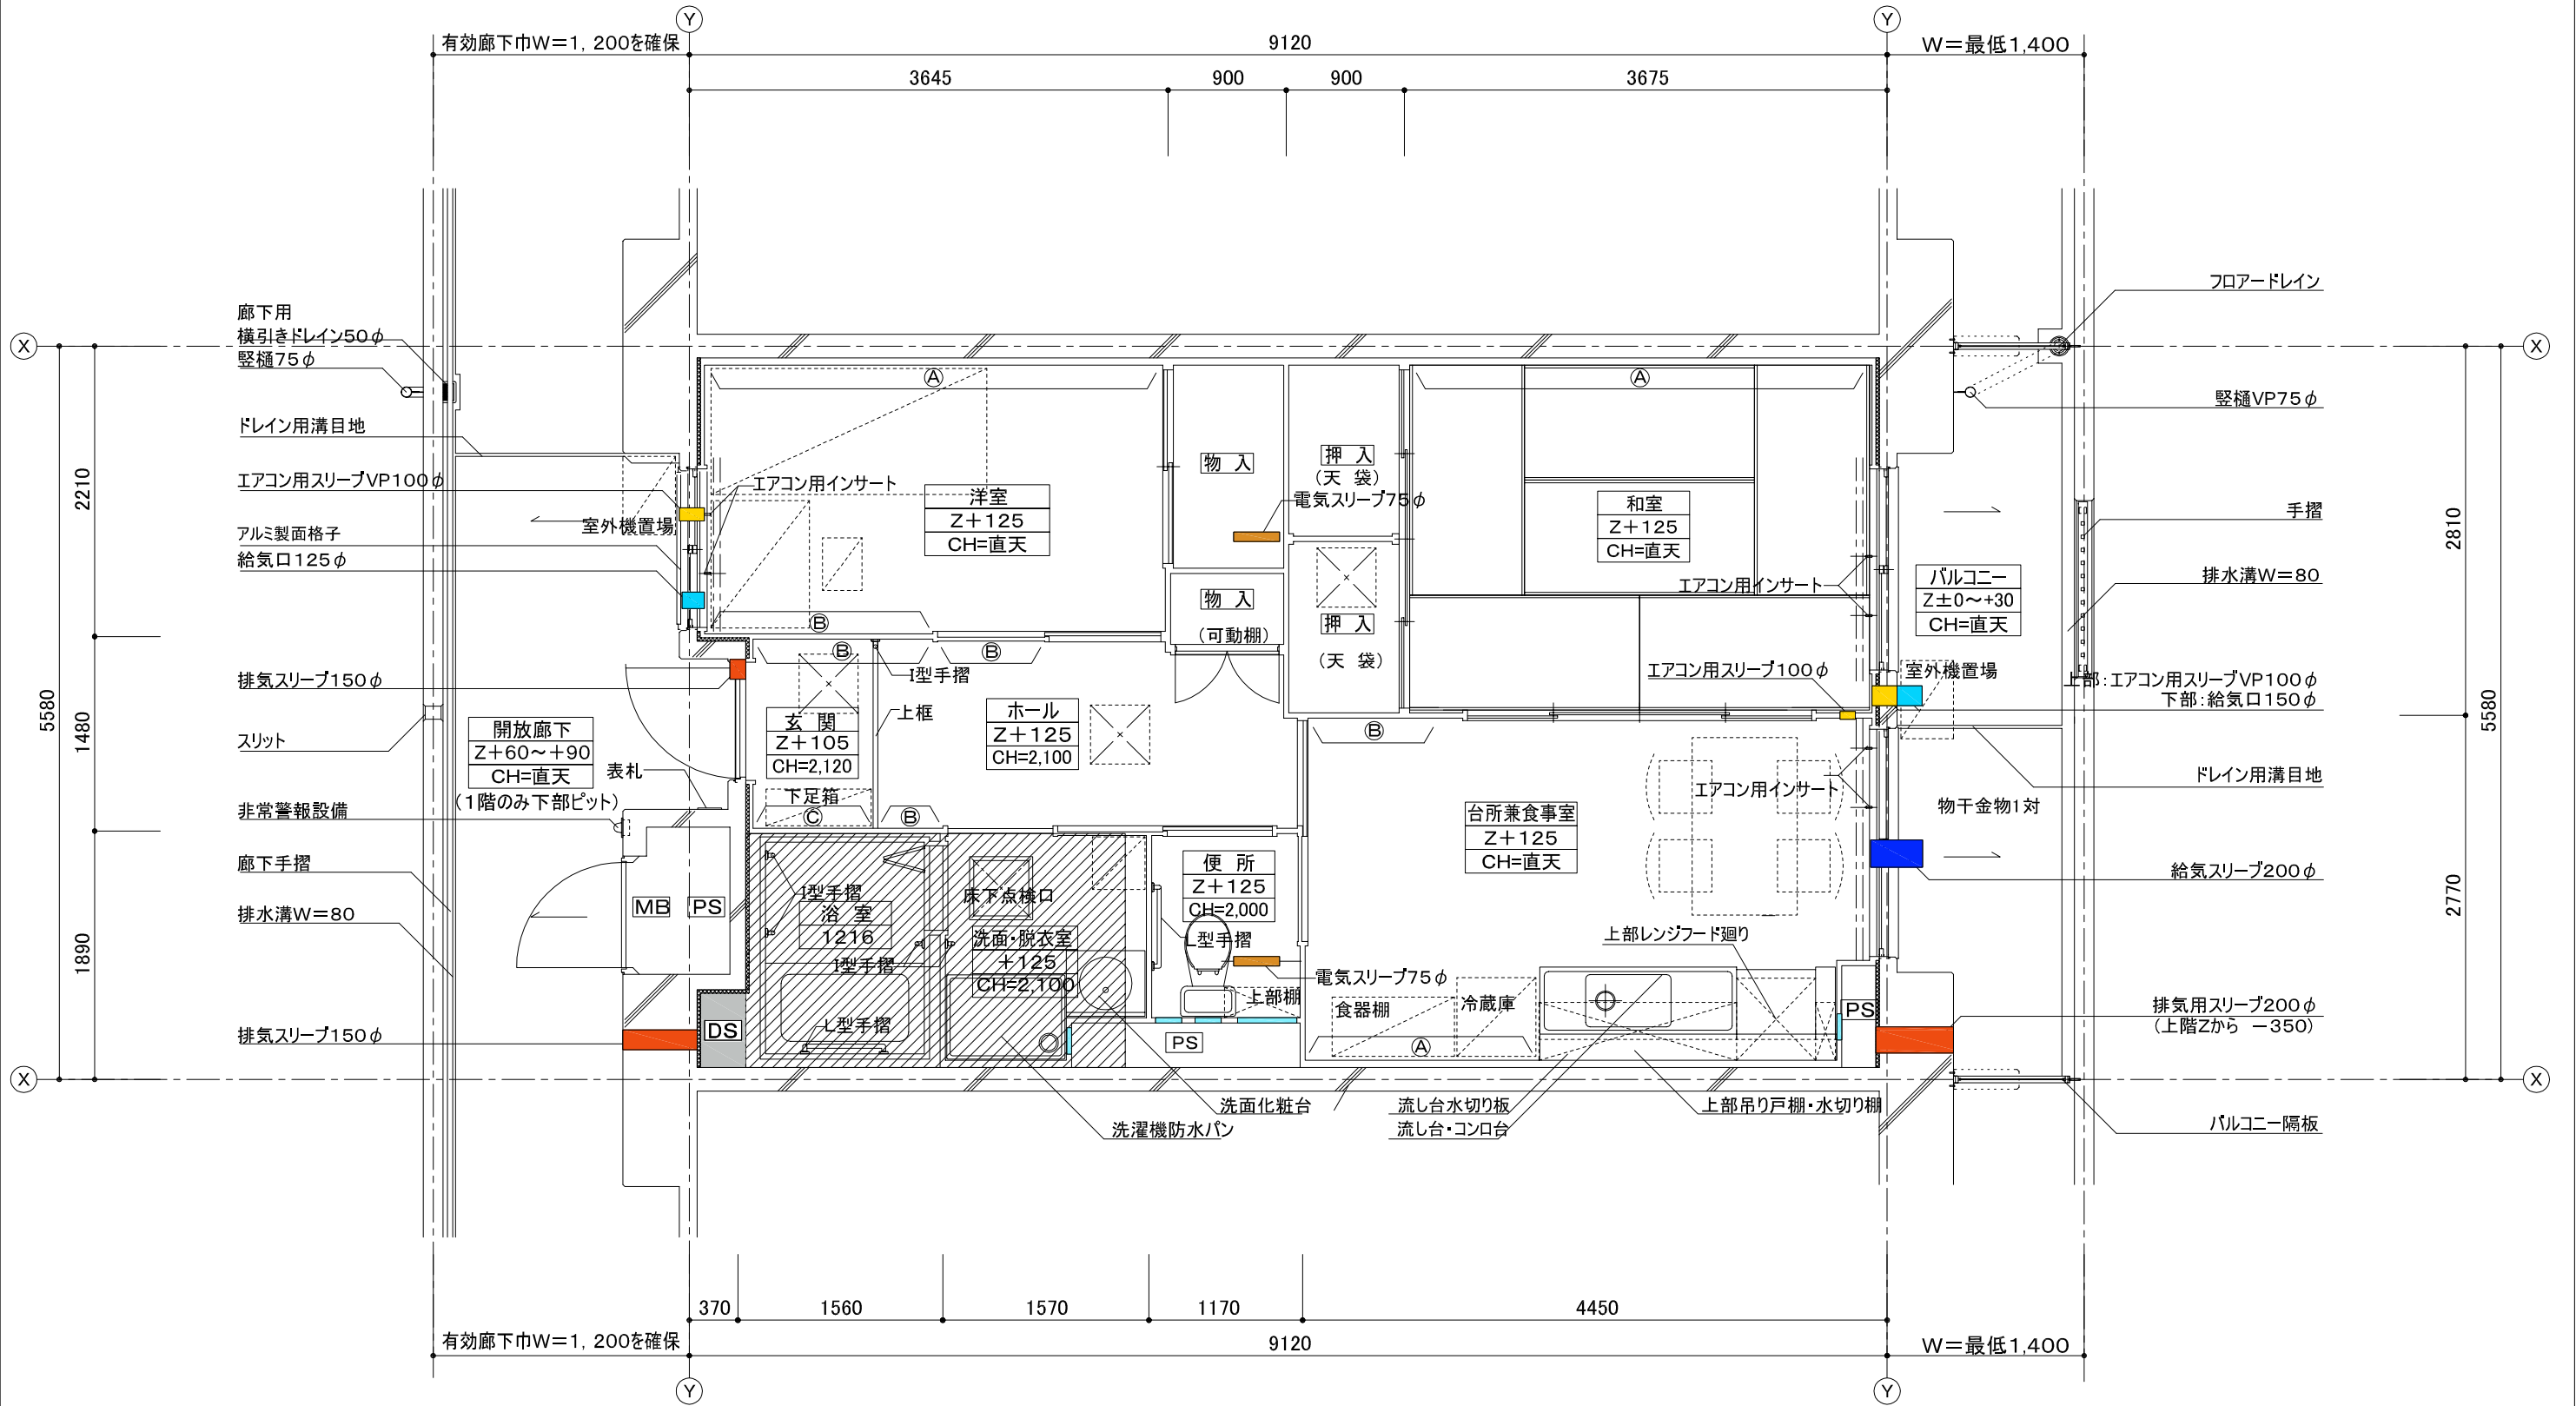 Y
Y
有効廊下巾W=1,200を確保
9120
W=最低1,400
3645
900
900
3675
フロアードレイン
廊下用
横引きドレイン50φ
竪樋75φ
X
X
A
A
竪樋VP75φ
ドレイン用溝目地
物 入
押 入
(天 袋)
エアコン用スリーブVP100φ
エアコン用インサート
洋室
Z+125
CH=直天
電気スリーブ75φ
和室
Z+125
CH=直天
手摺
2210
2810
室外機置場
アルミ製面格子
給気口125φ
エアコン用インサート
バルコニー
Z±0~+30
CH=直天
排水溝W=80
物 入
(可動棚)
押 入
(天 袋)
B
B
B
I型手摺
エアコン用スリーブ100φ
室外機置場
上部:エアコン用スリーブVP100φ
下部:給気口150φ
排気スリーブ150φ
5580
1480
5580
上框
ホール
Z+125
CH=2,100
玄 関
Z+105
CH=2,120
開放廊下
Z+60~+90
CH=直天
(1階のみ下部ピット)
スリット
B
表札
ドレイン用溝目地
下足箱
C
B
エアコン用インサート
物干金物1対
非常警報設備
台所兼食事室
Z+125
CH=直天
廊下手摺
便 所
Z+125
CH=2,000
給気スリーブ200φ
I型手摺
床下点検口
MB
PS
浴 室
1216
排水溝W=80
1890
2770
洗面・脱衣室
+125
CH=2,100
L型手摺
上部レンジフード廻り
I型手摺
電気スリーブ75φ
上部棚
食器棚
冷蔵庫
PS
排気用スリーブ200φ
(上階Zから -350)
DS
L型手摺
排気スリーブ150φ
PS
A
X
X
洗面化粧台
流し台水切り板
上部吊り戸棚・水切り棚
洗濯機防水パン
流し台・コンロ台
バルコニー隔板
370
1560
1570
1170
4450
有効廊下巾W=1,200を確保
9120
W=最低1,400
Y
Y